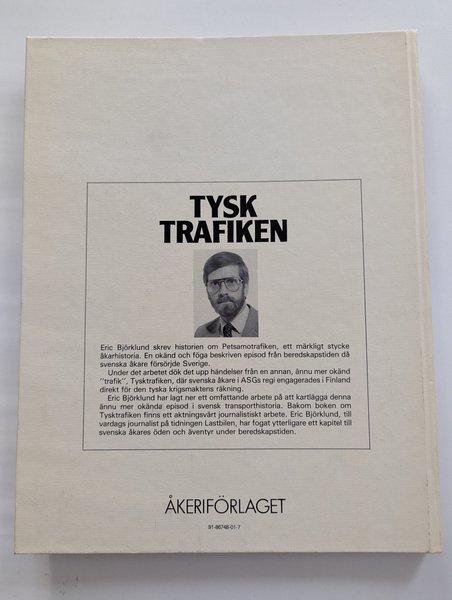 TYSK
TRAFIKEN
Eric Björklund skrev historien om Petsamotrafiken, ett märkligt stycke
åkarhistoria. En okänd och föga beskriven episod från beredskapstiden då
svenska åkare försörjde Sverige.
Under det arbetet dök det upp händelser från en annan, ännu mer okänd
"trafik", Tysktrafiken, där svenska åkare i ASGs regi engagerades i Finland
direkt för den tyska krigsmaktens räkning.
Eric Björklund har lagt ner ett omfattande arbete på att kartlägga denna
ännu mer okända episod i svensk transporthistoria. Bakom boken om
Tysktrafiken finns ett aktningsvärt journalistiskt arbete. Eric Björklund, till
vardags journalist på tidningen Lastbilen, har fogat ytterligare ett kapitel till
svenska åkares öden och äventyr under beredskapstiden.
ÅKERIFÖRLAGET
91-86748-01-7